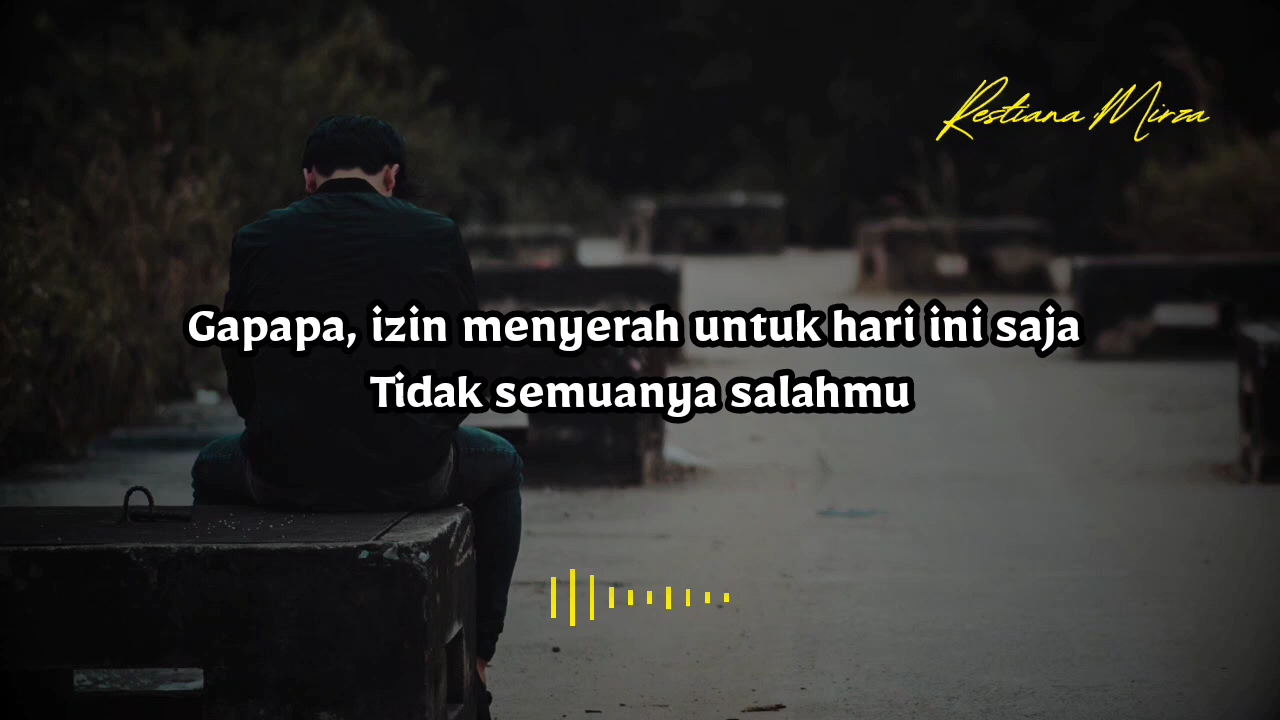 Restiana Mirza
Gapapa, izin menyerah untuk hari ini saja
Tidak semuanya salahmu